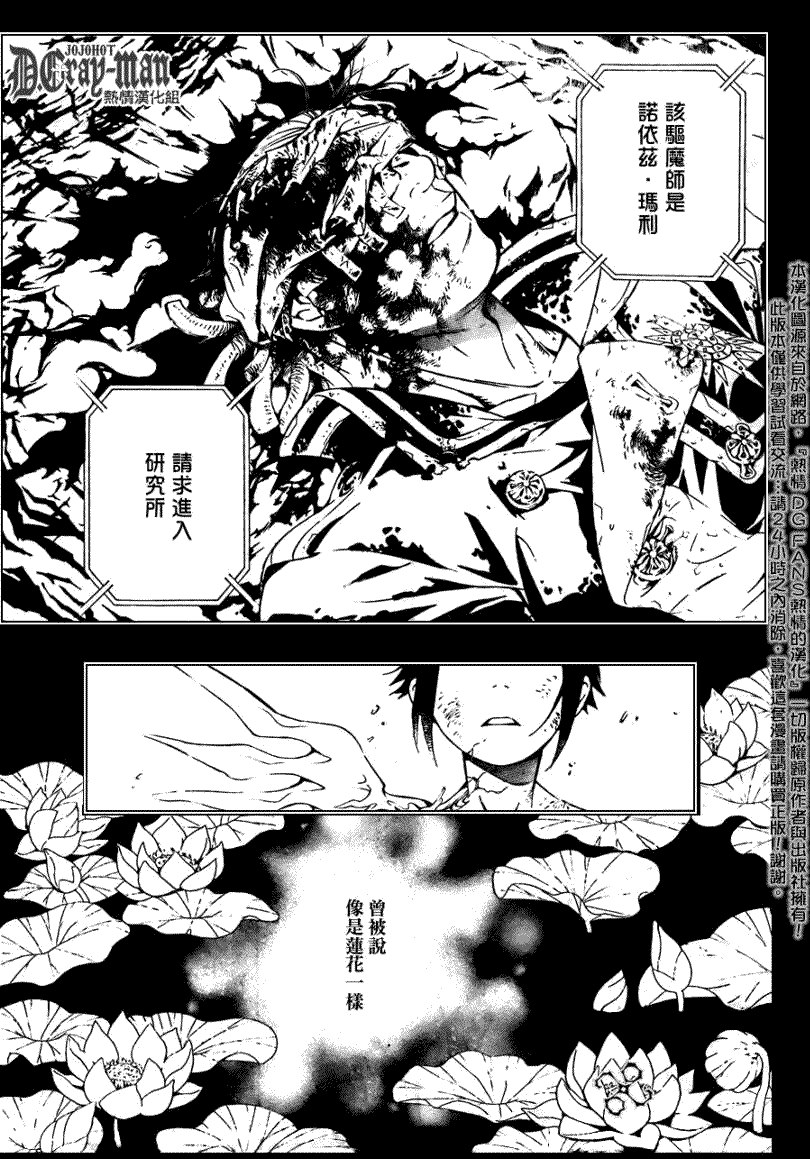 JOJOHOT
D.Gray-man
熱情漢化組
該驅魔師是
諾依茲·瑪利
請求進入
研究所
曾被說
像是蓮花一樣
本漢化圖源來自於網路，『熱情DCFANS熱情的漢化』一切版權歸原作者與出版社擁有！
此版本僅供學習試看交流；請24小時之內消除，喜歡這套漫畫請購買正版！謝謝。